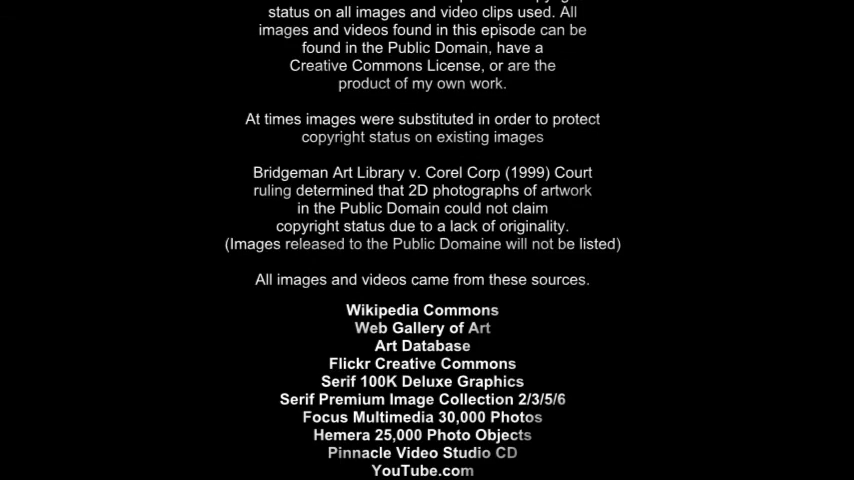 status on all images and video clips used. All
images and videos found in this episode can be
found in the Public Domain, have a
Creative Commons License, or are the
product of my own work.
At times images were substituted in order to protect
copyright status on existing images
Bridgeman Art Library v. Corel Corp (1999) Court
ruling determined that 2D photographs of artwork
in the Public Domain could not claim
copyright status due to a lack of originality.
(Images released to the Public Domaine will not be listed)
All images and videos came from these sources.
Wikipedia Commons
Web Gallery of Art
Art Database
Flickr Creative Commons
Serif 100K Deluxe Graphics
Serif Premium Image Collection 2/3/5/6
Focus Multimedia 30,000 Photos
Hemera 25,000 Photo Objects
Pinnacle Video Studio CD
YouTube.com